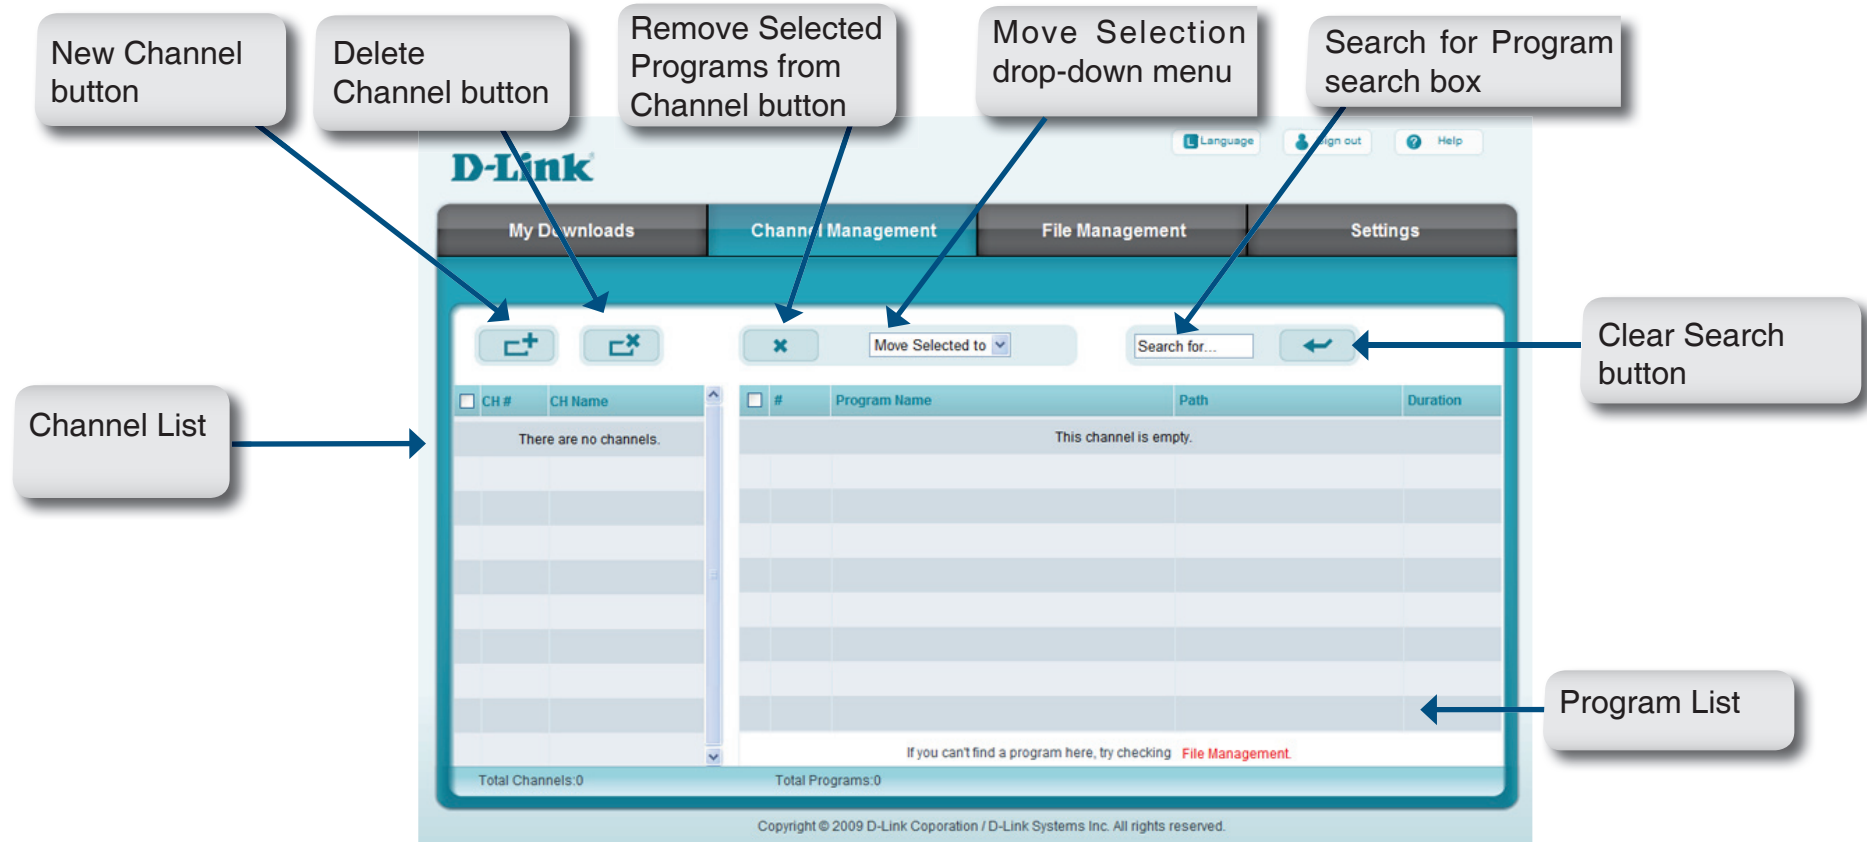 New Channel
button
Delete
Channel button
Remove Selected
Programs from
Channel button
Move Selection
drop-down menu
Search for Program
search box
D-Link
L Language
Sign out
? Help
My Downloads
Channel Management
File Management
Settings
Move Selected to
Search for...
Clear Search
button
Channel List
CH #
CH Name
#
Program Name
Path
Duration
There are no channels.
This channel is empty.
Program List
If you can't find a program here, try checking File Management.
Total Channels:0
Total Programs:0
Copyright © 2009 D-Link Coporation / D-Link Systems Inc. All rights reserved.